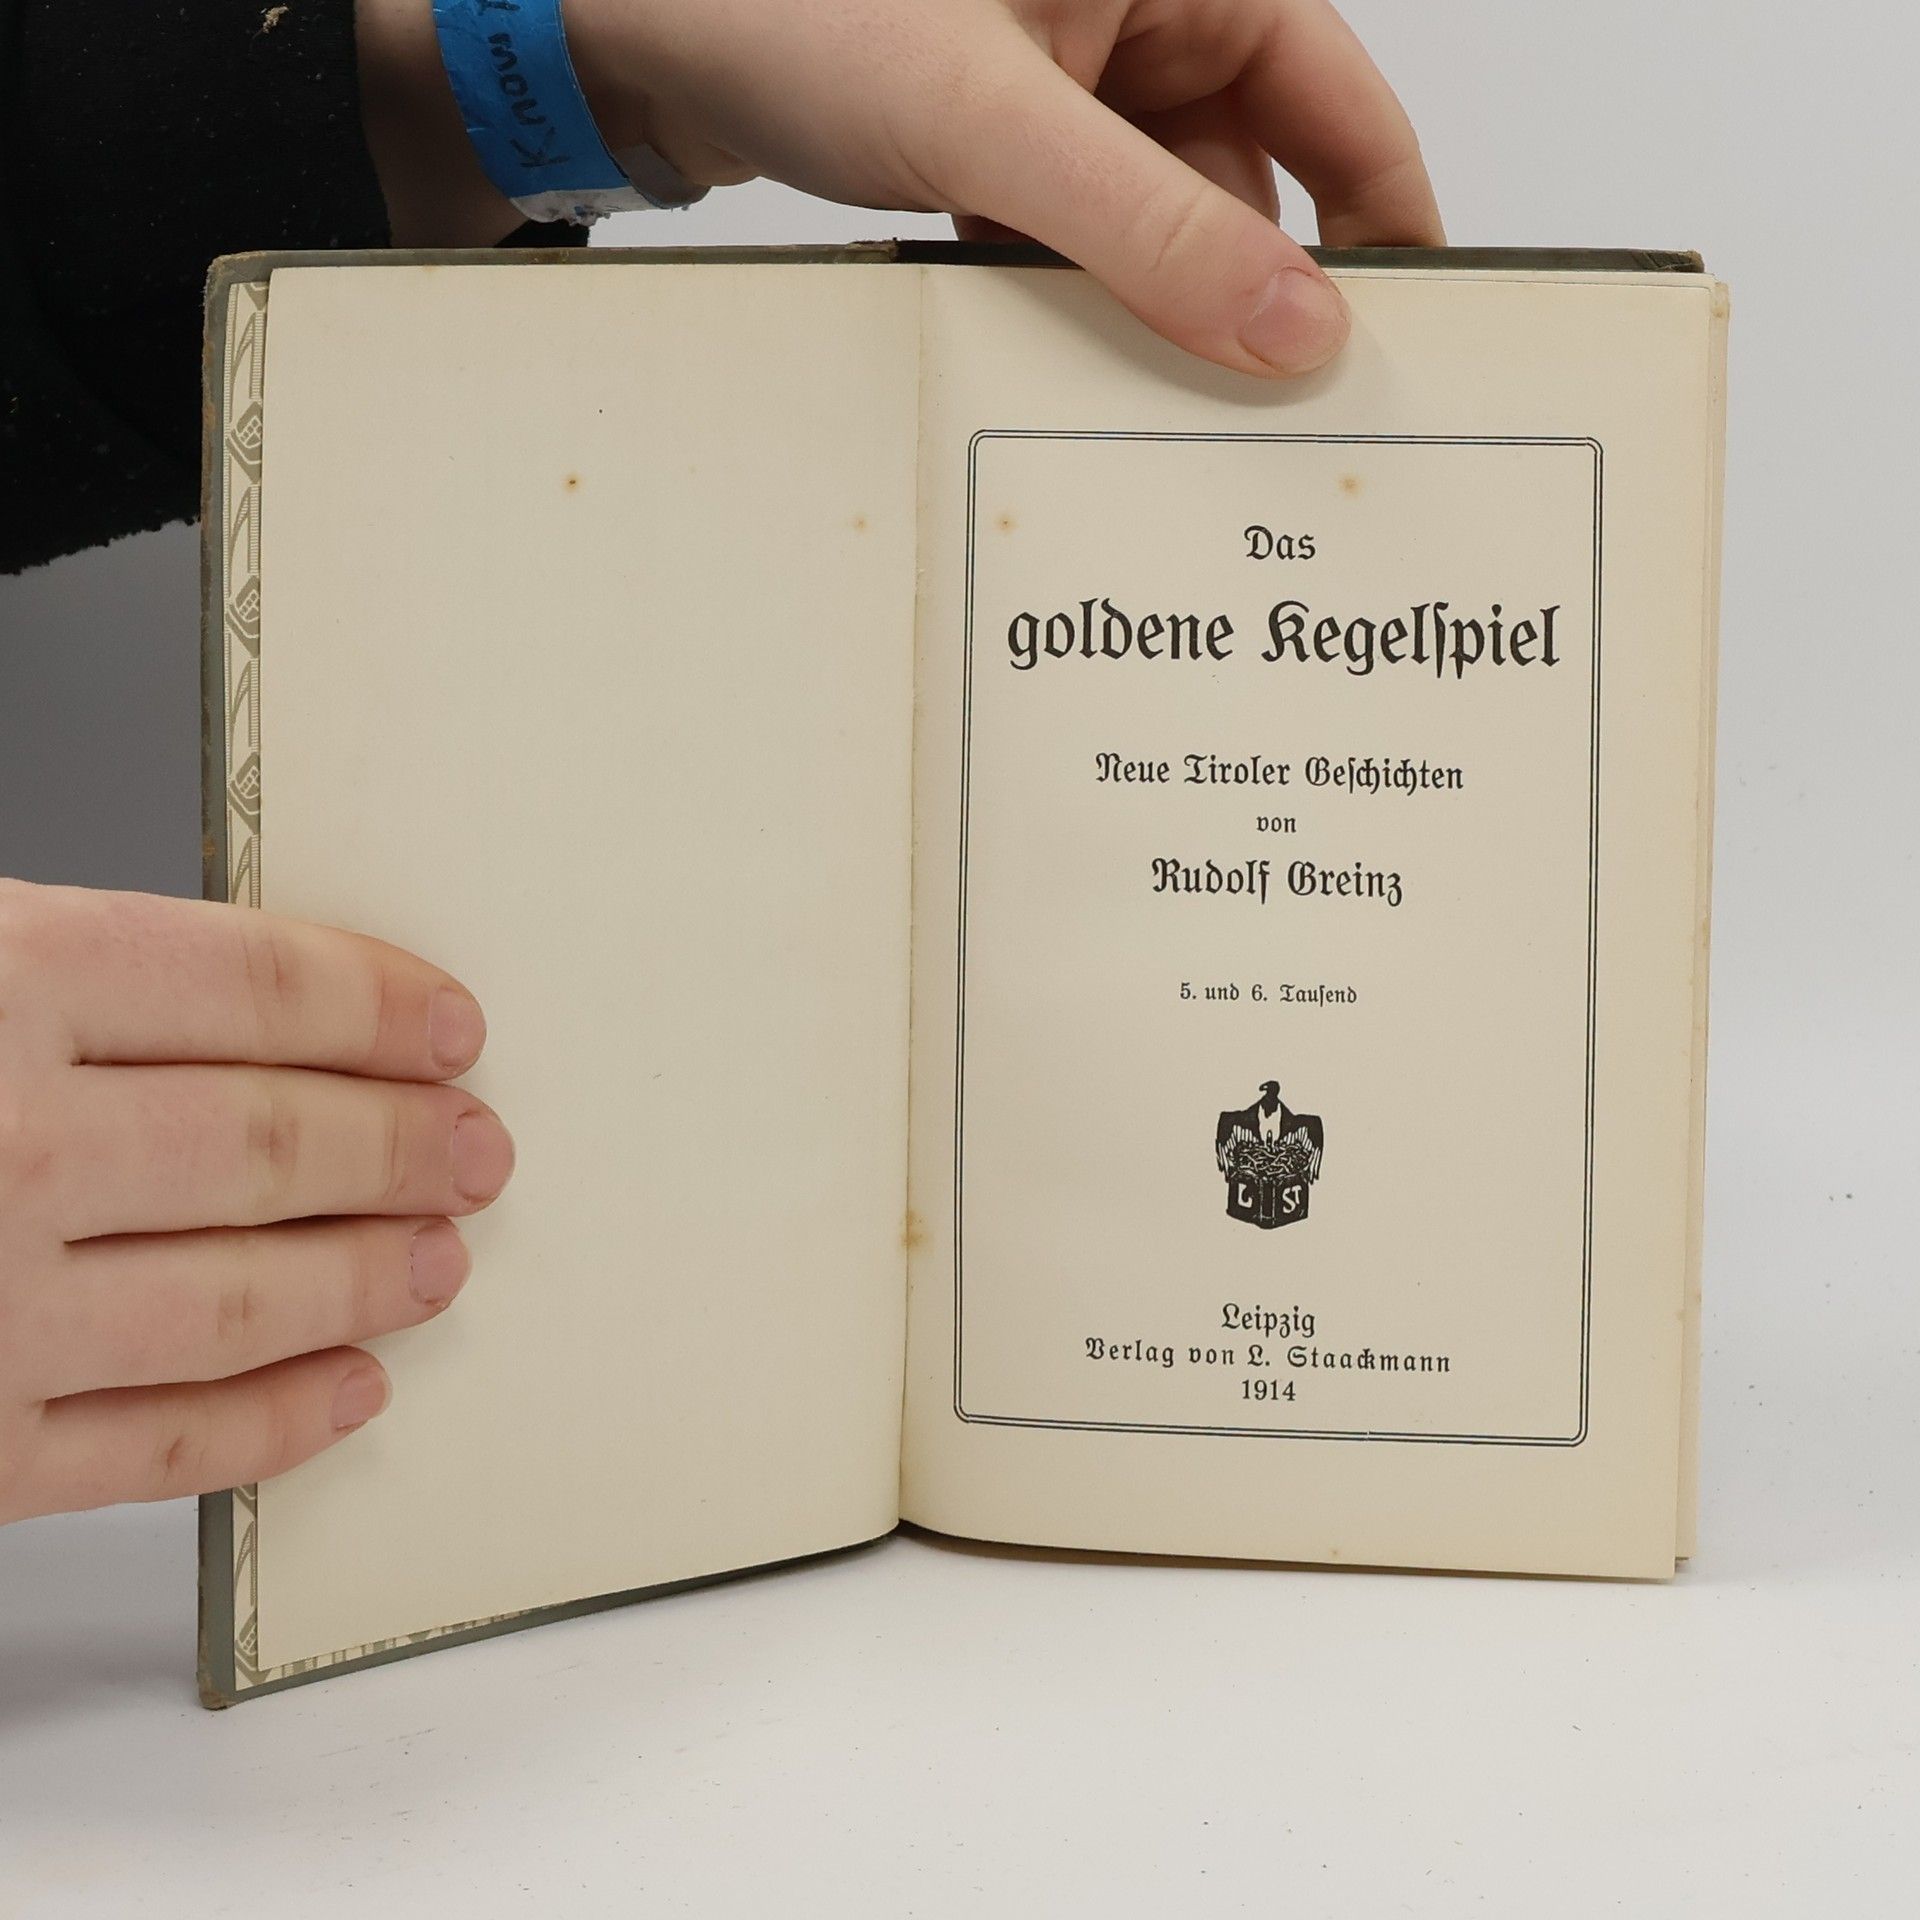 Know
Das
goldene Kegelſpiel
Neue Tiroler Geſchichten
von
Rudolf Greinz
5. und 6. Tauſend
L ST
Leipzig
Verlag von L. Staackmann
1914